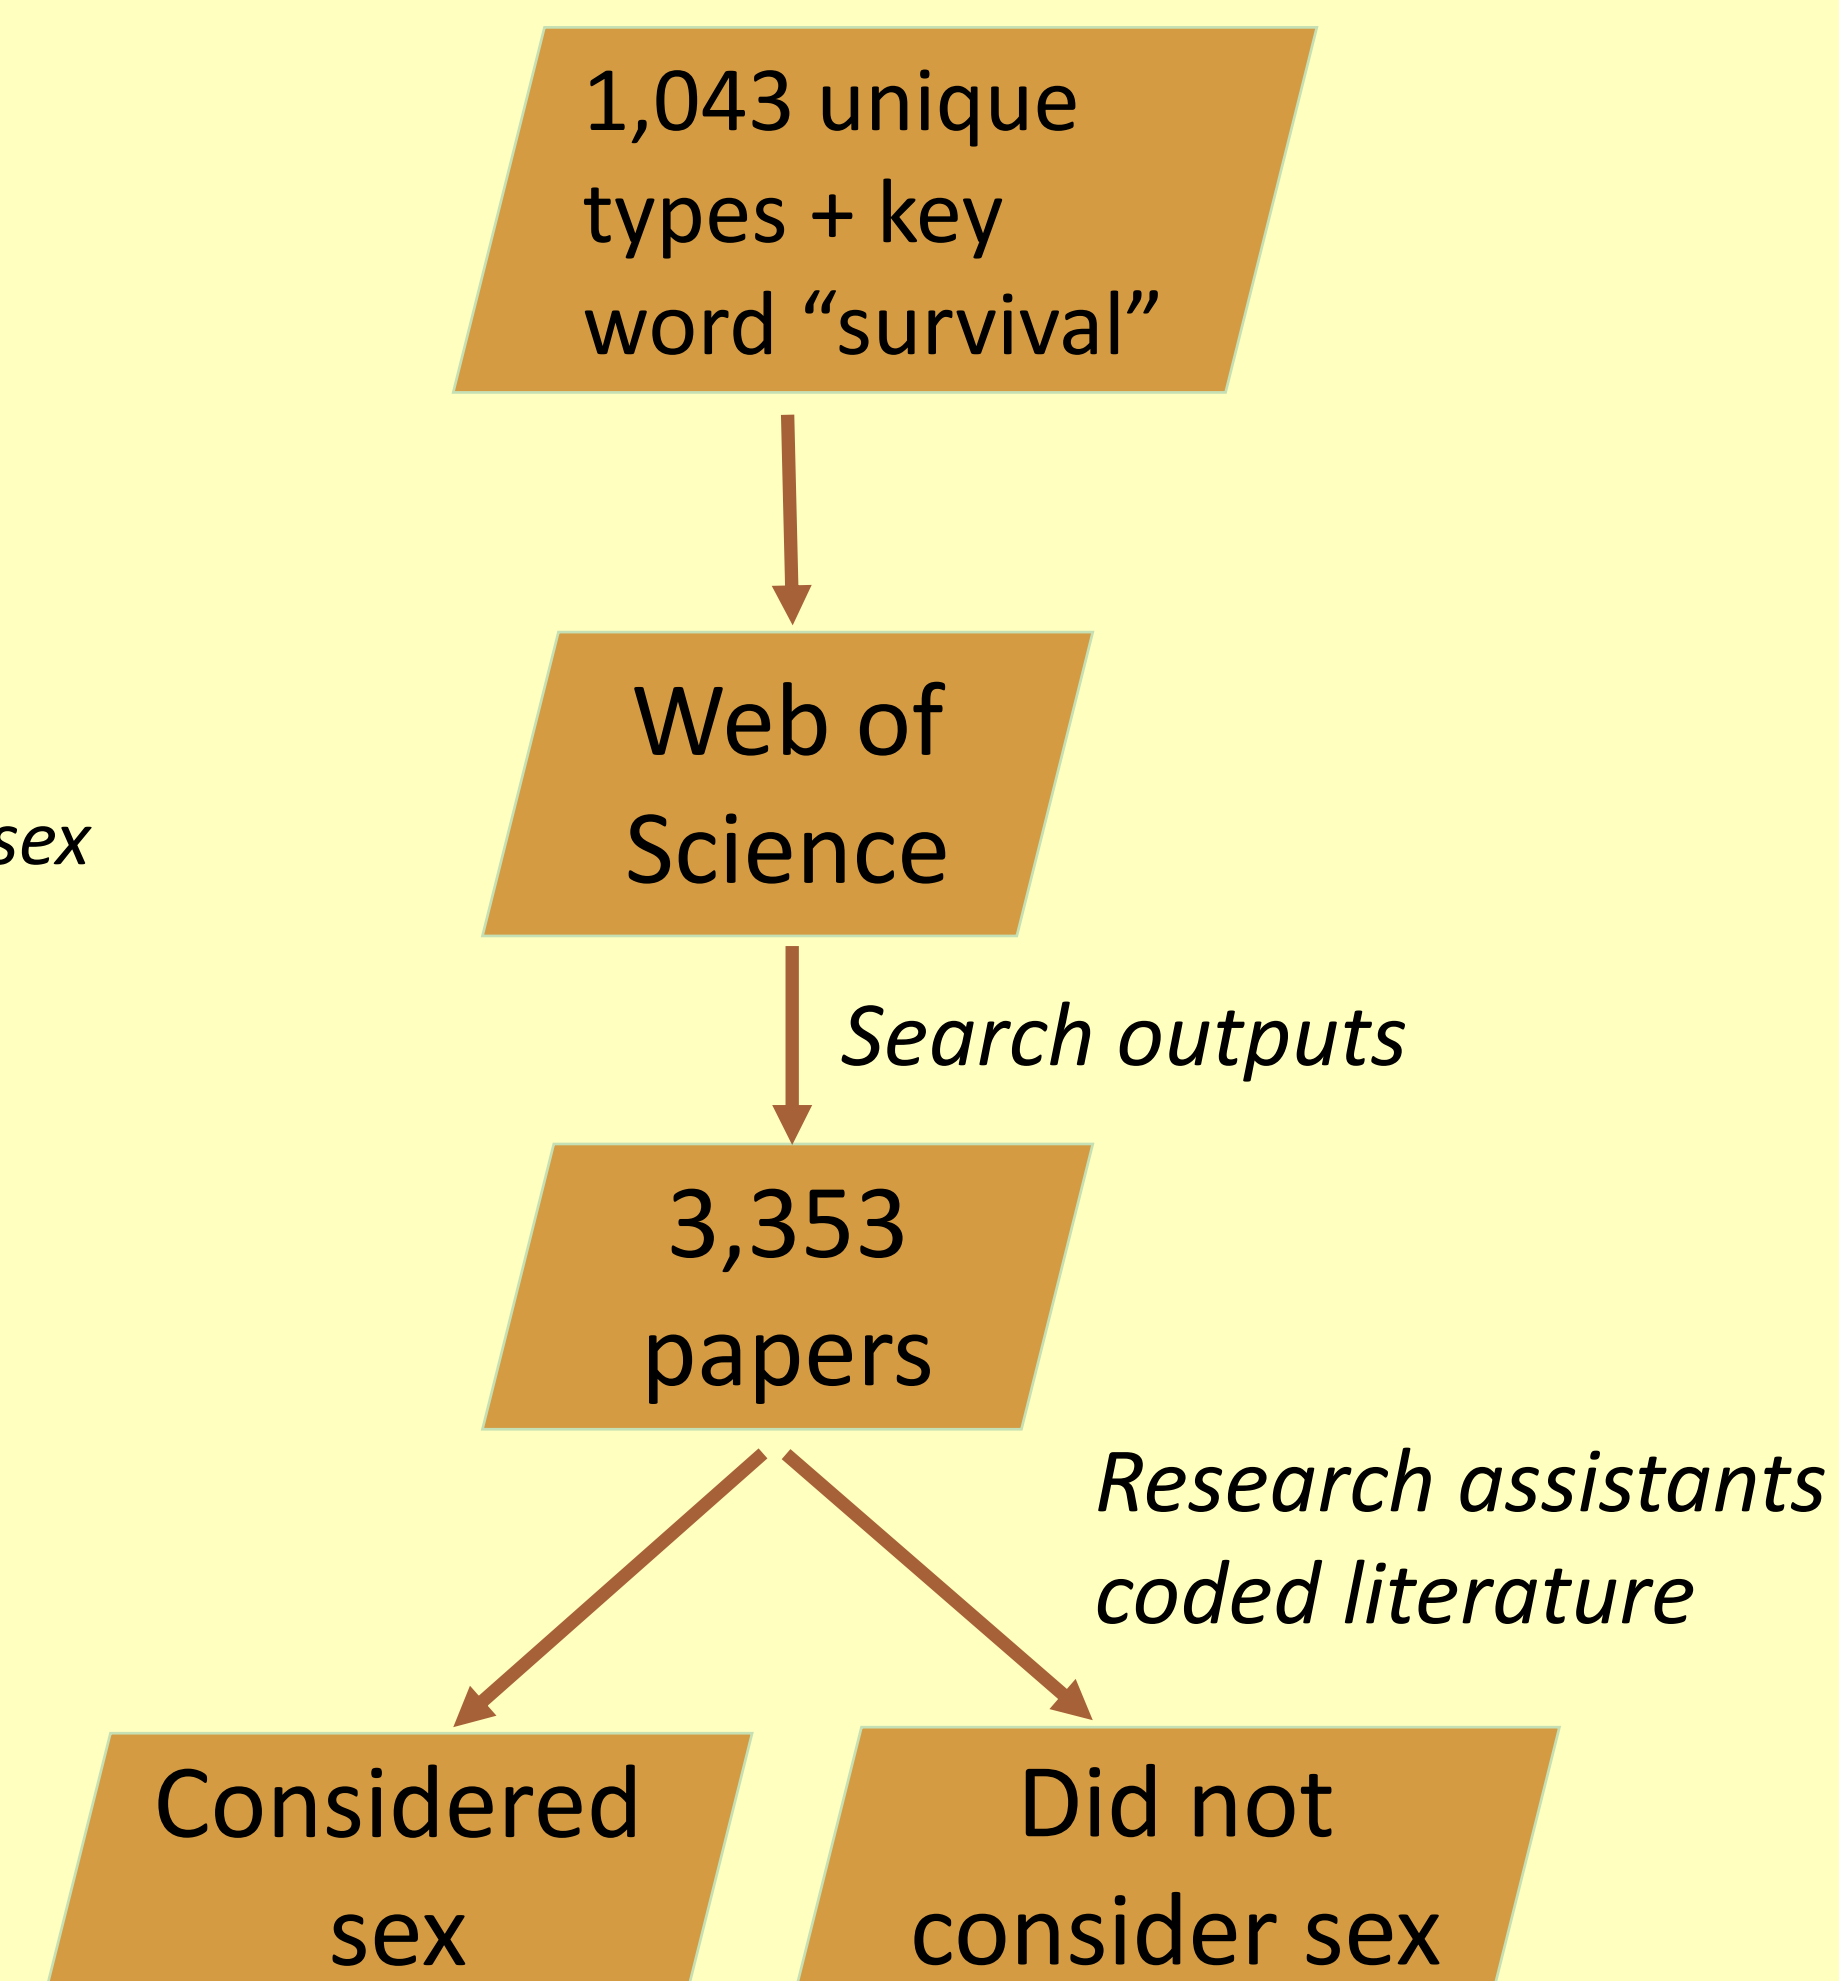 1,043 unique
types + key
word “survival”
Web of
Science
sex
Search outputs
3,353
papers
Research assistants
coded literature
Considered
sex
Did not
consider sex